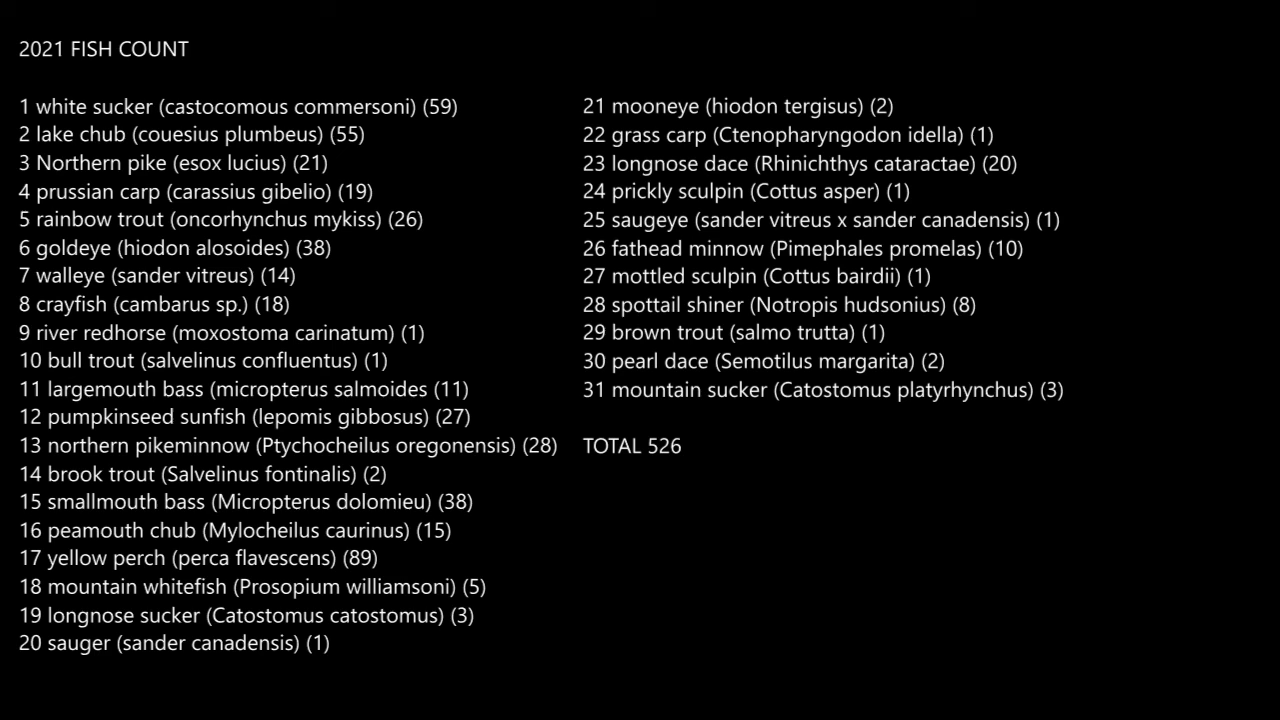 2021 FISH COUNT
1 white sucker (castocomous commersoni) (59)
2 lake chub (couesius plumbeus) (55)
3 Northern pike (esox lucius) (21)
4 prussian carp (carassius gibelio) (19)
5 rainbow trout (oncorhynchus mykiss) (26)
6 goldeye (hiodon alosoides) (38)
7 walleye (sander vitreus) (14)
8 crayfish (cambarus sp.) (18)
9 river redhorse (moxostoma carinatum) (1)
10 bull trout (salvelinus confluentus) (1)
11 largemouth bass (micropterus salmoides (11)
12 pumpkinseed sunfish (lepomis gibbosus) (27)
13 northern pikeminnow (Ptychocheilus oregonensis) (28)
14 brook trout (Salvelinus fontinalis) (2)
15 smallmouth bass (Micropterus dolomieu) (38)
16 peamouth chub (Mylocheilus caurinus) (15)
17 yellow perch (perca flavescens) (89)
18 mountain whitefish (Prosopium williamsoni) (5)
19 longnose sucker (Catostomus catostomus) (3)
20 sauger (sander canadensis) (1)
21 mooneye (hiodon tergisus) (2)
22 grass carp (Ctenopharyngodon idella) (1)
23 longnose dace (Rhinichthys cataractae) (20)
24 prickly sculpin (Cottus asper) (1)
25 saugeye (sander vitreus x sander canadensis) (1)
26 fathead minnow (Pimephales promelas) (10)
27 mottled sculpin (Cottus bairdii) (1)
28 spottail shiner (Notropis hudsonius) (8)
29 brown trout (salmo trutta) (1)
30 pearl dace (Semotilus margarita) (2)
31 mountain sucker (Catostomus platyrhynchus) (3)
TOTAL 526